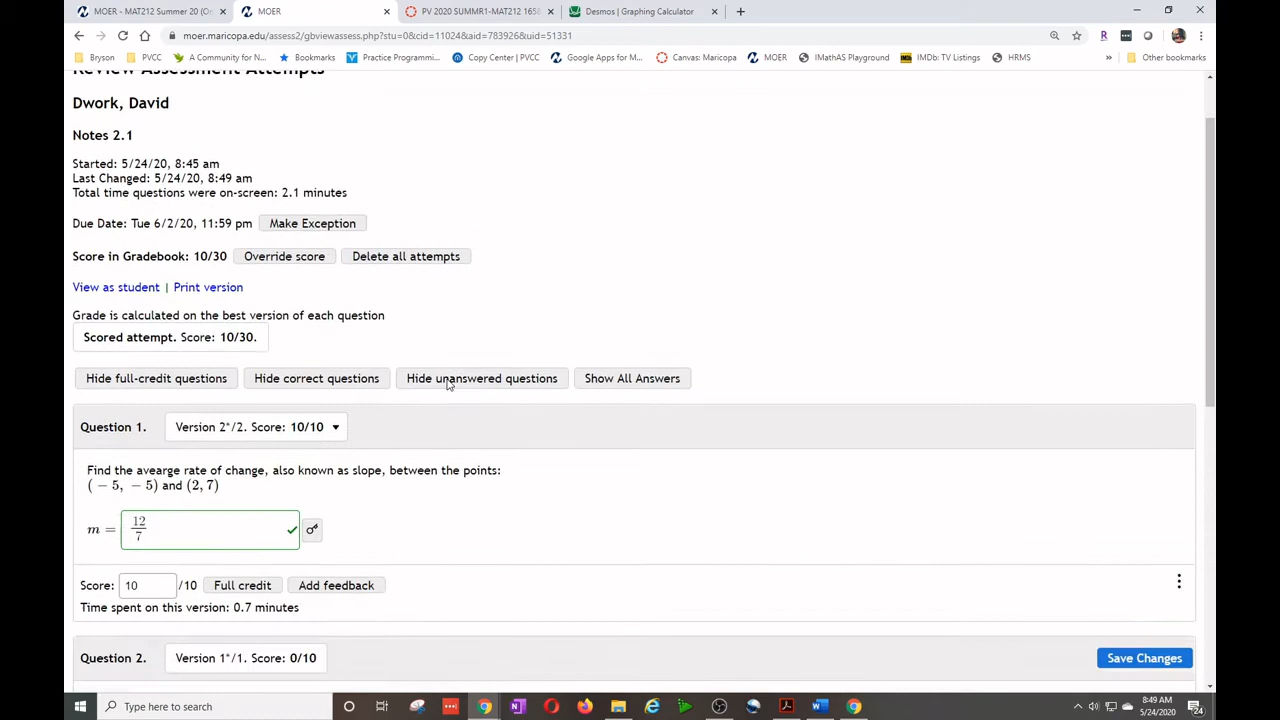 MOER - MAT212 Summer 20 (O
MOER
PV 2020 SUMMR1-MAT212 1658
Desmos | Graphing Calculator
moer.maricopa.edu/assess2/gbviewassess.php?stu=0&cid=11024&aid=783926&uid=51331
Bryson
PVCC
A Community for N...
Bookmarks
Practice Programmi...
Copy Center | PVCC
Google Apps for M...
Canvas: Maricopa
MOER
IMathAS Playground
IMDb: TV Listings
HRMS
Other bookmarks
Review Assessment Attempts
Dwork, David
Notes 2.1
Started: 5/24/20, 8:45 am
Last Changed: 5/24/20, 8:49 am
Total time questions were on-screen: 2.1 minutes
Due Date: Tue 6/2/20, 11:59 pm Make Exception
Score in Gradebook: 10/30 Override score Delete all attempts
View as student | Print version
Grade is calculated on the best version of each question
Scored attempt. Score: 10/30.
Hide full-credit questions Hide correct questions Hide unanswered questions Show All Answers
Question 1. Version 2*/2. Score: 10/10
Find the avearge rate of change, also known as slope, between the points:
(− 5, − 5) and (2, 7)
m = 12/7
Score: 10 /10 Full credit Add feedback
Time spent on this version: 0.7 minutes
Question 2. Version 1*/1. Score: 0/10 Save Changes
Type here to search
8:49 AM
5/24/2020
24